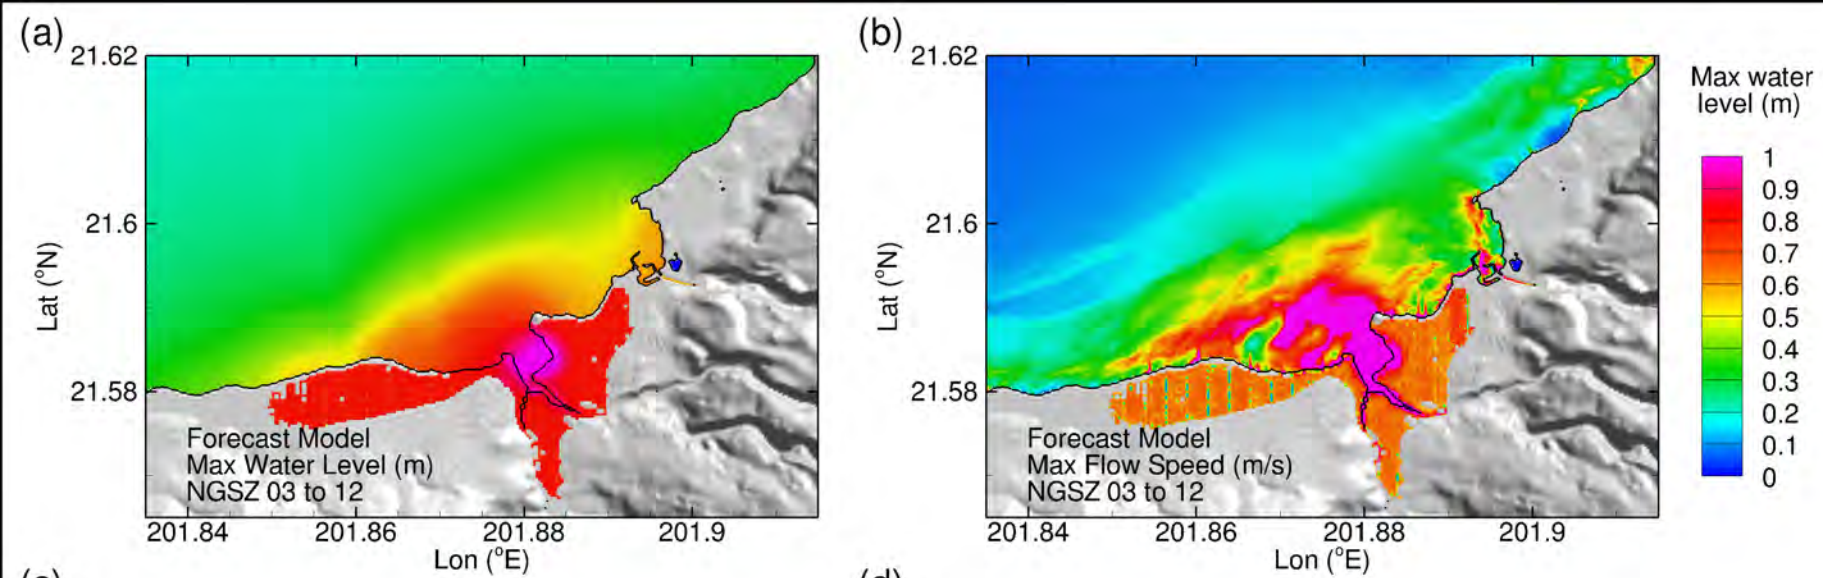 (a)
21.62
21.6
21.58
Lat (°N)
Forecast Model
Max Water Level (m)
NGSZ 03 to 12
201.84 201.86 201.88 201.9
Lon (°E)
(b)
21.62
21.6
21.58
Lat (°N)
Forecast Model
Max Flow Speed (m/s)
NGSZ 03 to 12
201.84 201.86 201.88 201.9
Lon (°E)
Max water
level (m)
1
0.9
0.8
0.7
0.6
0.5
0.4
0.3
0.2
0.1
0